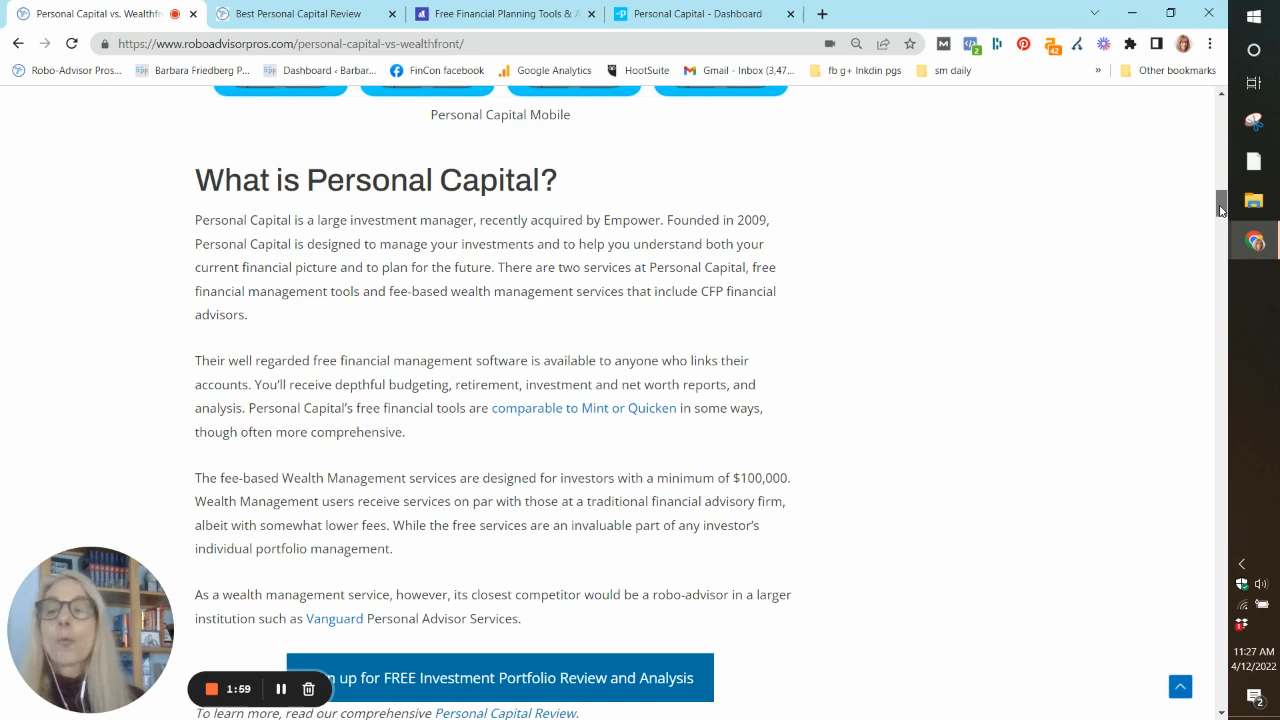 Personal Capital vs. Wealthfr
Best Personal Capital Review
Free Financial Planning Tools & A
Personal Capital - Dashboard
https://www.roboadvisorpros.com/personal-capital-vs-wealthfront/
2
42
Robo-Advisor Pros...
Barbara Friedberg P...
Dashboard ‹ Barbar...
FinCon facebook
Google Analytics
HootSuite
Gmail - Inbox (3,47...
fb g+ Inkdin pgs
sm daily
»
Other bookmarks
Personal Capital Mobile
What is Personal Capital?
Personal Capital is a large investment manager, recently acquired by Empower. Founded in 2009,
Personal Capital is designed to manage your investments and to help you understand both your
current financial picture and to plan for the future. There are two services at Personal Capital, free
financial management tools and fee-based wealth management services that include CFP financial
advisors.
Their well regarded free financial management software is available to anyone who links their
accounts. You'll receive depthful budgeting, retirement, investment and net worth reports, and
analysis. Personal Capital's free financial tools are comparable to Mint or Quicken in some ways,
though often more comprehensive.
The fee-based Wealth Management services are designed for investors with a minimum of $100,000.
Wealth Management users receive services on par with those at a traditional financial advisory firm,
albeit with somewhat lower fees. While the free services are an invaluable part of any investor's
individual portfolio management.
As a wealth management service, however, its closest competitor would be a robo-advisor in a larger
institution such as Vanguard Personal Advisor Services.
up for FREE Investment Portfolio Review and Analysis
1:59
To learn more, read our comprehensive Personal Capital Review.
11:27 AM
4/12/2022
2